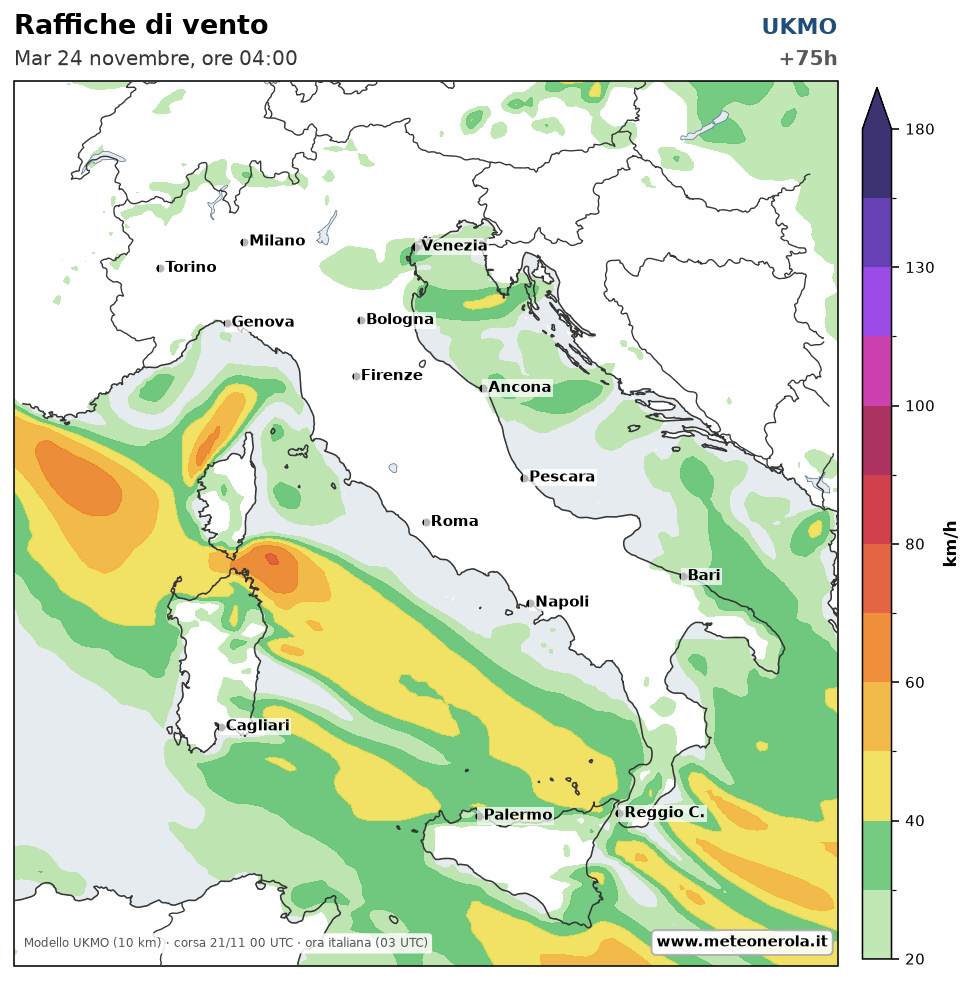 Raffiche di vento
UKMO
Mar 24 novembre, ore 04:00
+75h
180
Milano
Venezia
Torino
130
Genova
Bologna
Firenze
Ancona
100
Pescara
Roma
80
km/h
Bari
Napoli
60
Cagliari
Palermo
Reggio C.
40
Modello UKMO (10 km) · corsa 21/11 00 UTC · ora italiana (03 UTC)
www.meteonerola.it
20